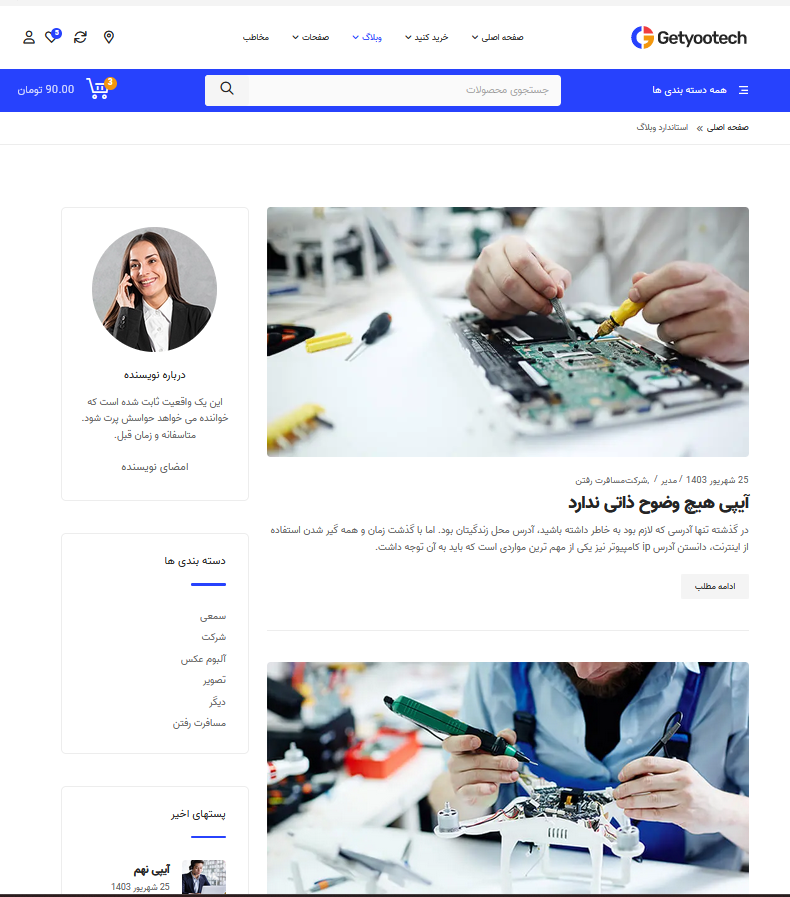 Getyootech
صفحه اصلی
خرید کنید
وبلاگ
صفحات
مخاطب
5
همه دسته بندی ها
جستجوی محصولات
3
90.00 تومان
صفحه اصلی » استاندارد وبلاگ
25 شهریور 1403 / مدیر / ,شرکت‌مسافرت رفتن
آیپی هیچ وضوح ذاتی ندارد
در گذشته تنها آدرسی که لازم بود به خاطر داشته باشید، آدرس محل زندگیتان بود. اما با گذشت زمان و همه گیر شدن استفاده
از اینترنت، دانستن آدرس ip کامپیوتر نیز یکی از مهم ترین مواردی است که باید به آن توجه داشت.
ادامه مطلب
درباره نویسنده
این یک واقعیت ثابت شده است که
خواننده می خواهد حواسش پرت شود.
متاسفانه و زمان قبل.
امضای نویسنده
دسته بندی ها
سمعی
شرکت
آلبوم عکس
تصویر
دیگر
مسافرت رفتن
پستهای اخیر
آیپی نهم
25 شهریور 1403